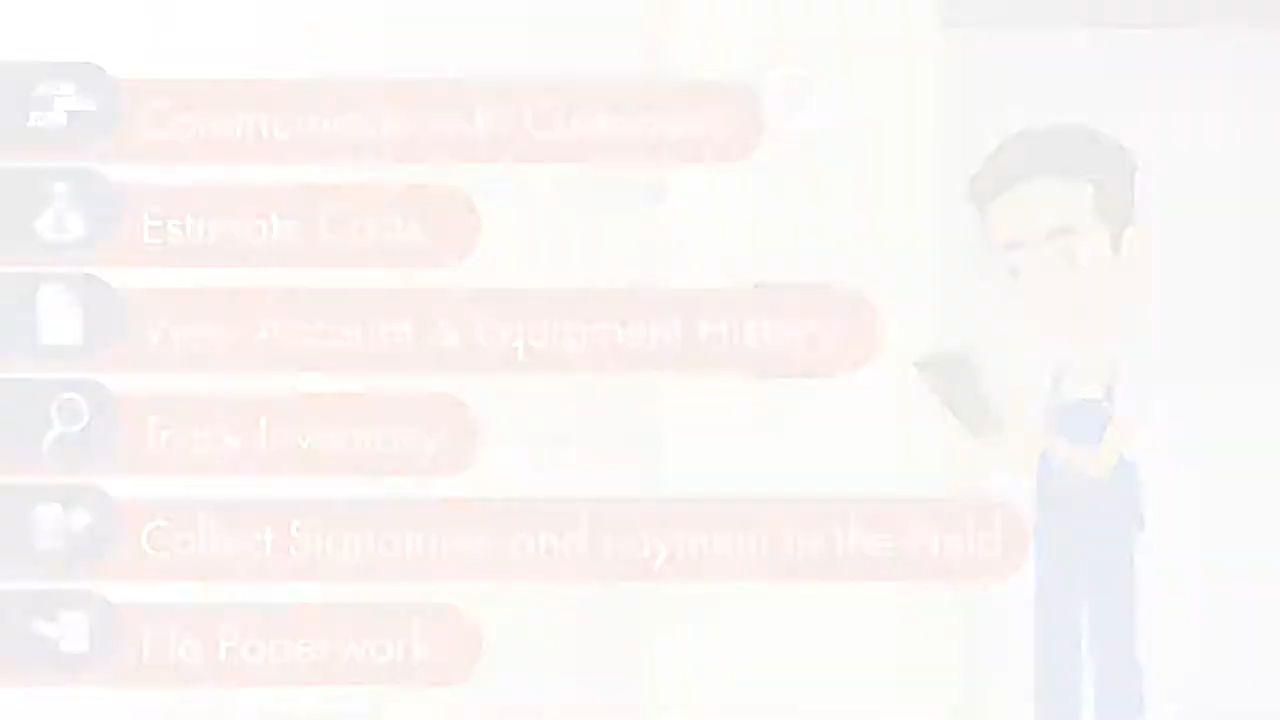 Communicate with Customers
Estimate Costs
View Account & Equipment History
Track Inventory
Collect Signatures and payment in the Field
No Paperwork